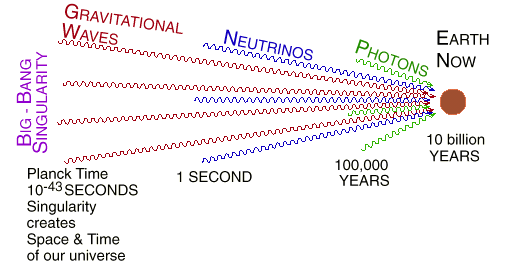 GRAVITATIONAL
WAVES
NEUTRINOS
PHOTONS
EARTH
NOW
BIG - BANG
SINGULARITY
Planck Time
10-43 SECONDS
Singularity
creates
Space & Time
of our universe
1 SECOND
100,000
YEARS
10 billion
YEARS